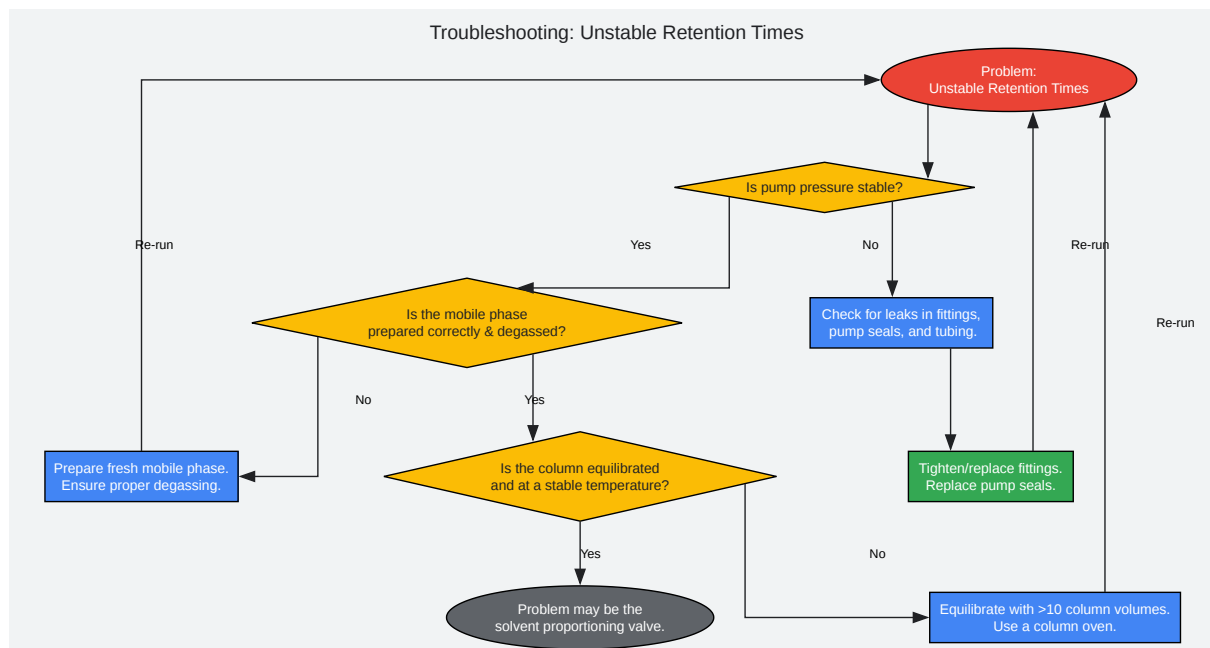 Troubleshooting: Unstable Retention Times
Problem:
Unstable Retention Times
Is pump pressure stable?
Re-run
Yes
No
Re-run
Is the mobile phase
prepared correctly & degassed?
Check for leaks in fittings,
pump seals, and tubing.
Re-run
No
Yes
Prepare fresh mobile phase.
Ensure proper degassing.
Is the column equilibrated
and at a stable temperature?
Tighten/replace fittings.
Replace pump seals.
Yes
No
Problem may be the
solvent proportioning valve.
Equilibrate with >10 column volumes.
Use a column oven.